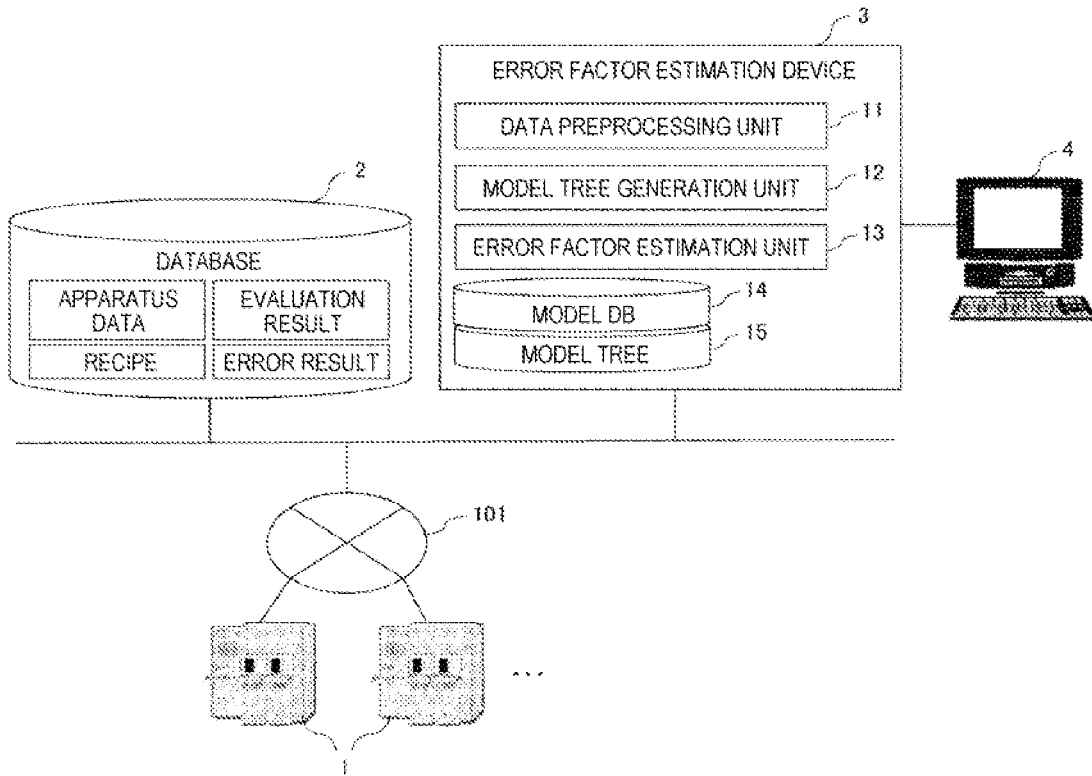 3
ERROR FACTOR ESTIMATION DEVICE
DATA PREPROCESSING UNIT
11
MODEL TREE GENERATION UNIT
12
ERROR FACTOR ESTIMATION UNIT
13
MODEL DB
14
MODEL TREE
15
4
2
DATABASE
APPARATUS
DATA
EVALUATION
RESULT
RECIPE
ERROR RESULT
101
...
1